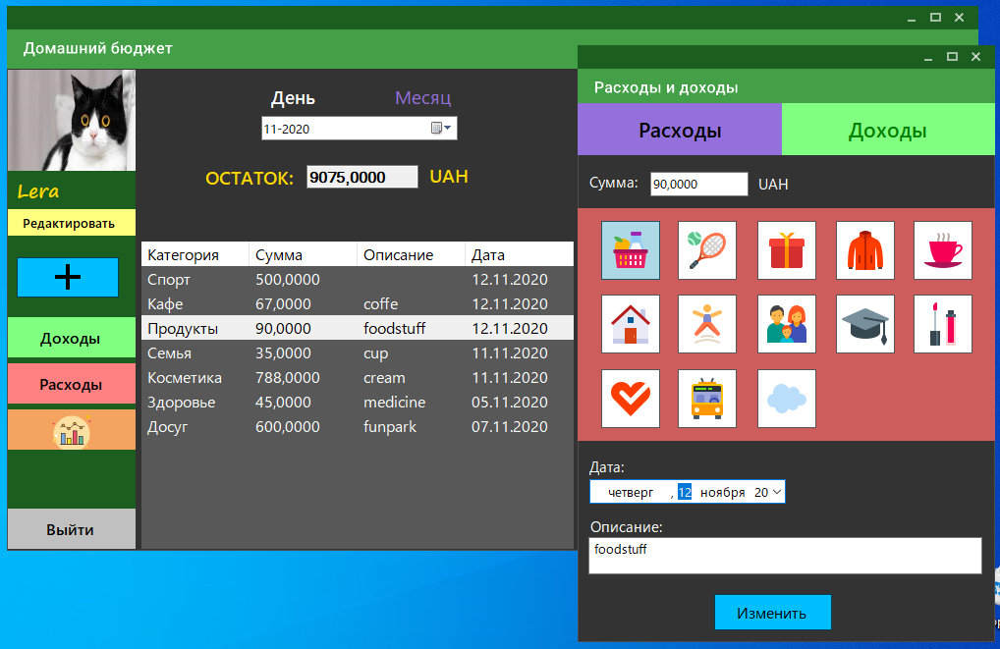 Домашний бюджет
Lera
Редактировать
+
Доходы
Расходы
Выйти
День Месяц
11-2020
ОСТАТОК: 9075,0000 UAH
Категория Сумма Описание Дата
Спорт 500,0000 12.11.2020
Кафе 67,0000 coffe 12.11.2020
Продукты 90,0000 foodstuff 12.11.2020
Семья 35,0000 cup 11.11.2020
Косметика 788,0000 cream 11.11.2020
Здоровье 45,0000 medicine 05.11.2020
Досуг 600,0000 funpark 07.11.2020
Расходы и доходы
Расходы Доходы
Сумма: 90,0000 UAH
Дата:
четверг , 12 ноября 20
Описание:
foodstuff
Изменить